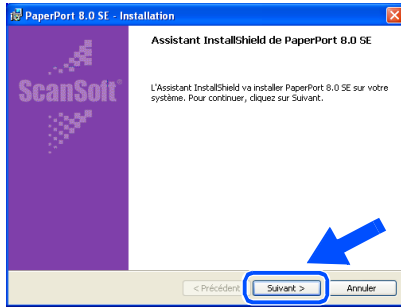 PaperPort 8.0 SE - Installation
Assistant InstallShield de PaperPort 8.0 SE
ScanSoft®
L'Assistant InstallShield va installer PaperPort 8.0 SE sur votre
système. Pour continuer, cliquez sur Suivant.
< Précédent
Suivant >
Annuler